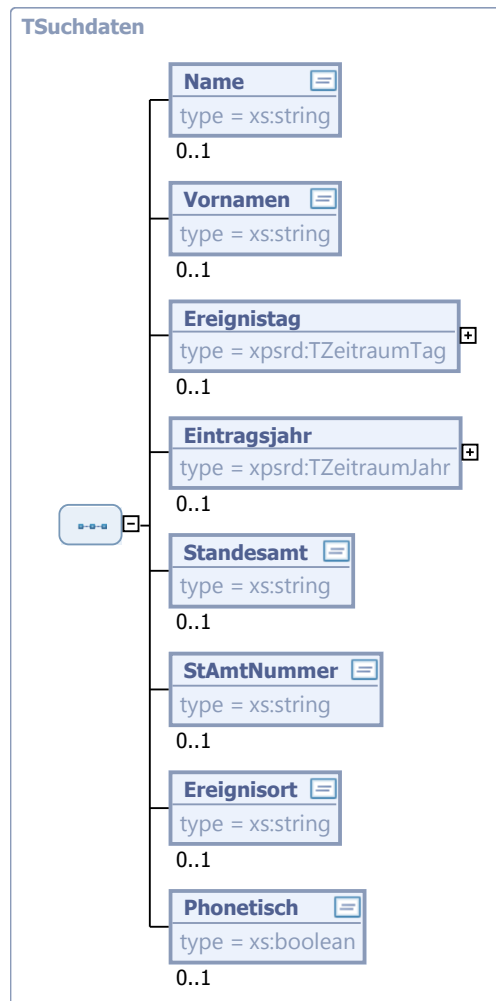 TSuchdaten
Name
type = xs:string
0..1
Vornamen
type = xs:string
0..1
Ereignistag
type = xpsrd:TZeitraumTag
0..1
Eintragsjahr
type = xpsrd:TZeitraumJahr
0..1
Standesamt
type = xs:string
0..1
StAmtNummer
type = xs:string
0..1
Ereignisort
type = xs:string
0..1
Phonetisch
type = xs:boolean
0..1